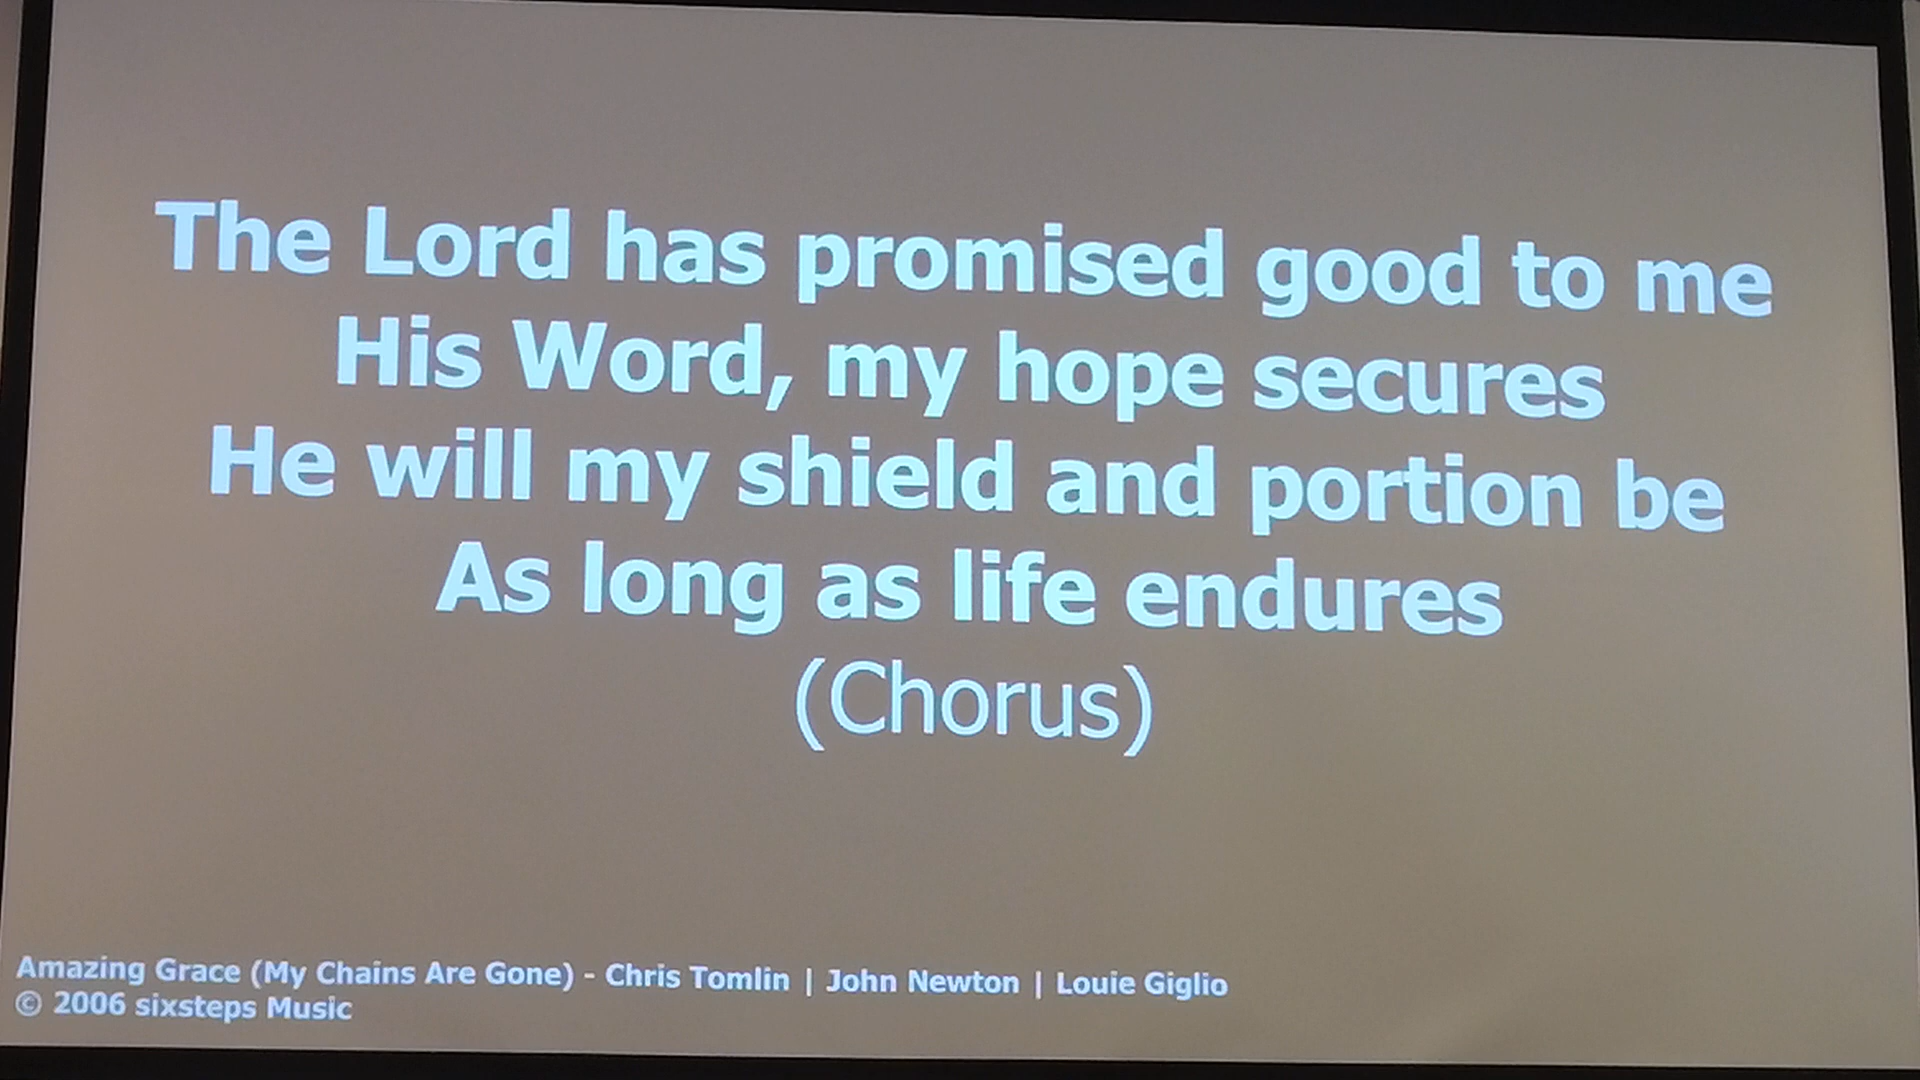 The Lord has promised good to me
His Word, my hope secures
He will my shield and portion be
As long as life endures
(Chorus)
Amazing Grace (My Chains Are Gone) - Chris Tomlin | John Newton | Louie Giglio
© 2006 sixsteps Music